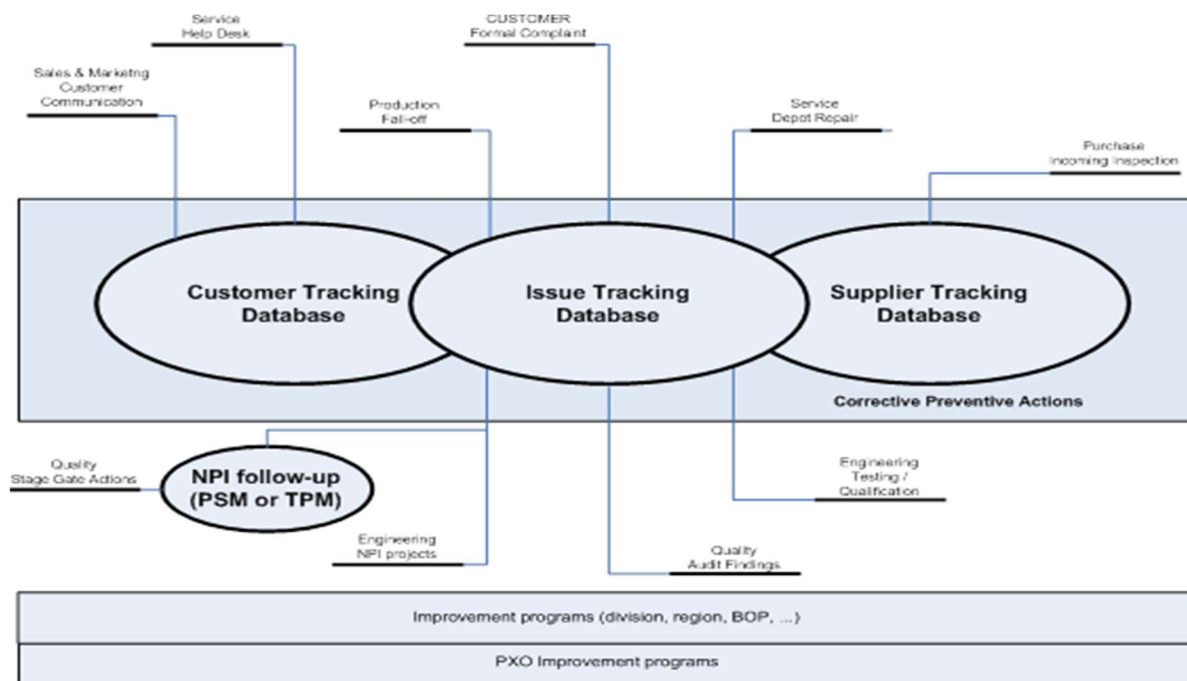 Service
Help Desk
CUSTOMER
Formal Complaint
Sales & Marketng
Customer
Communication
Production
Fall-off
Service
Depot Repair
Purchase
Incoming Inspection
Customer Tracking
Database
Issue Tracking
Database
Supplier Tracking
Database
Corrective Preventive Actions
Quality
Stage Gate Actions
NPI follow-up
(PSM or TPM)
Engineering
Testing /
Qualification
Engineering
NPI projects
Quality
Audit Findings
Improvement programs (division, region, BOP, ...)
PXO Improvement programs